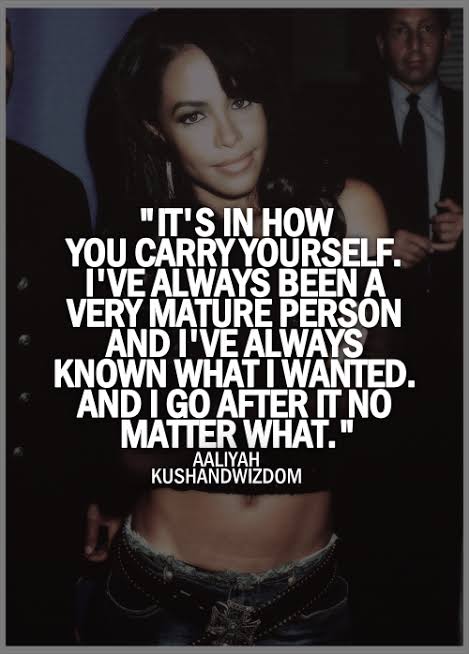 "IT'S IN HOW
YOU CARRY YOURSELF.
I'VE ALWAYS BEEN A
VERY MATURE PERSON
AND I'VE ALWAYS
KNOWN WHAT I WANTED.
AND I GO AFTER IT NO
MATTER WHAT."
AALIYAH
KUSHANDWIZDOM